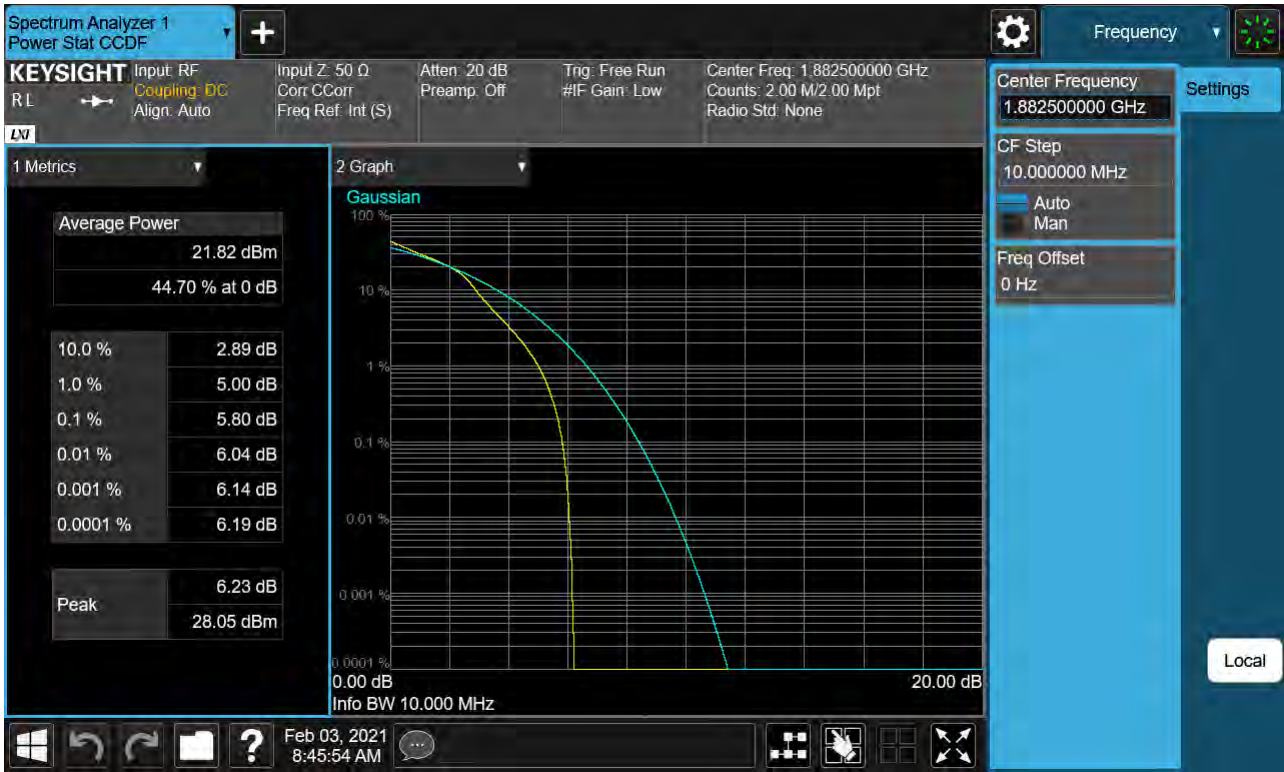 Spectrum Analyzer 1
Power Stat CCDF
+
Frequency
KEYSIGHT
RL
LXI
Input: RF
Coupling: DC
Align: Auto
Input Z: 50 Ω
Corr CCorr
Freq Ref: Int (S)
Atten: 20 dB
Preamp: Off
Trig: Free Run
#IF Gain: Low
Center Freq: 1.882500000 GHz
Counts: 2.00 M/2.00 Mpt
Radio Std: None
Center Frequency
1.882500000 GHz
Settings
CF Step
10.000000 MHz
Auto
Man
Freq Offset
0 Hz
1 Metrics
Average Power
21.82 dBm
44.70 % at 0 dB
10.0 % 2.89 dB
1.0 % 5.00 dB
0.1 % 5.80 dB
0.01 % 6.04 dB
0.001 % 6.14 dB
0.0001 % 6.19 dB
Peak
6.23 dB
28.05 dBm
2 Graph
Gaussian
100 %
10 %
1 %
0.1 %
0.01 %
0.001 %
0.0001 %
0.00 dB 20.00 dB
Info BW 10.000 MHz
Local
?
Feb 03, 2021
8:45:54 AM